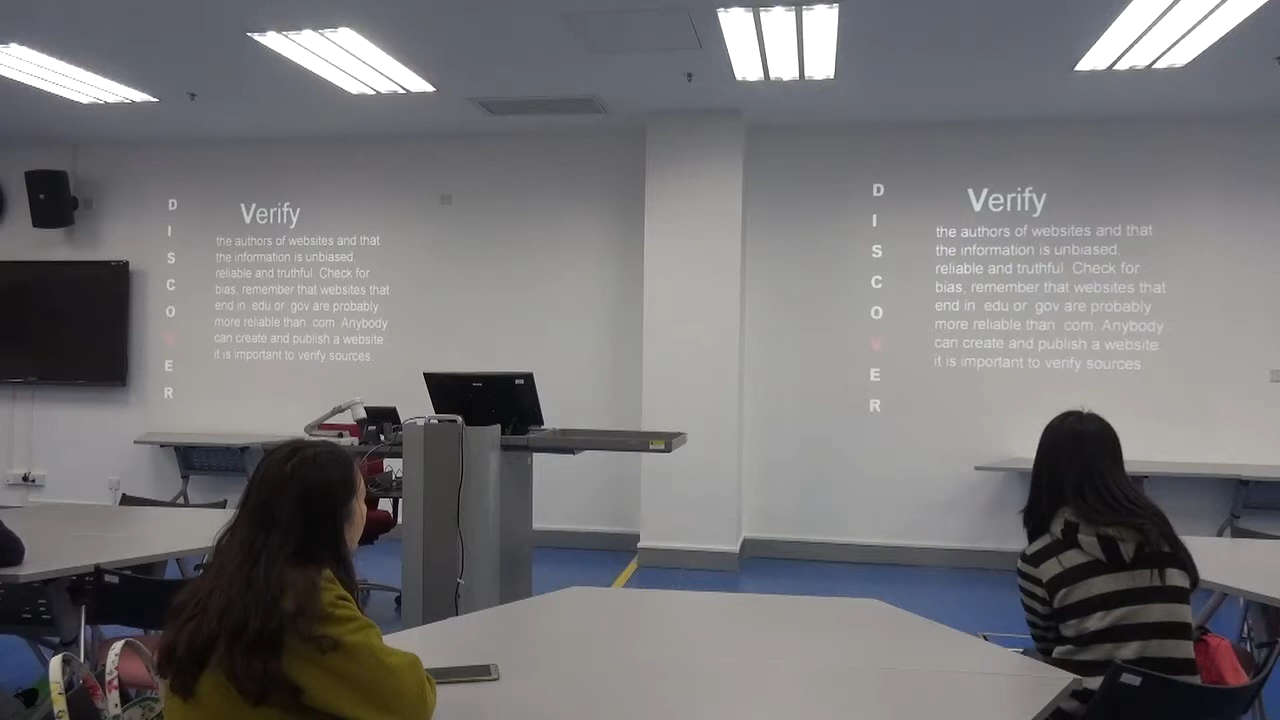 D
I
S
C
O
V
E
R
Verify
the authors of websites and that
the information is unbiased,
reliable and truthful. Check for
bias, remember that websites that
end in .edu or .gov are probably
more reliable than .com. Anybody
can create and publish a website
it is important to verify sources.
D
I
S
C
O
V
E
R
Verify
the authors of websites and that
the information is unbiased,
reliable and truthful. Check for
bias, remember that websites that
end in .edu or .gov are probably
more reliable than .com. Anybody
can create and publish a website
it is important to verify sources.